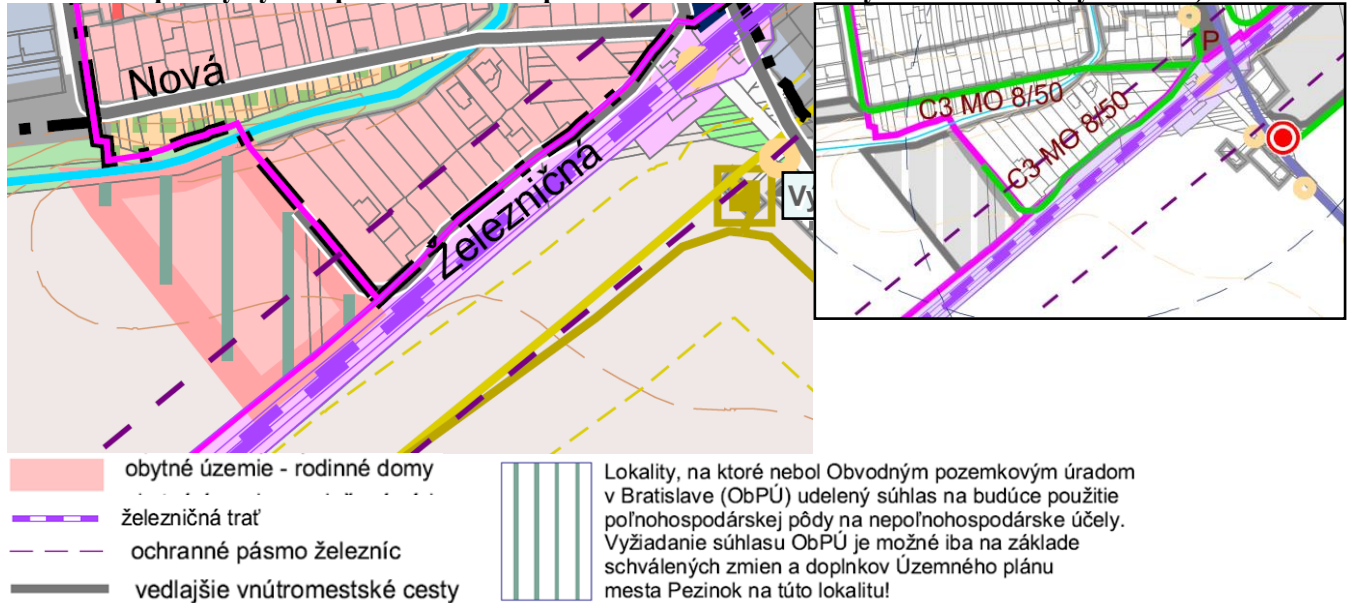 Nová
Železničná
Vý
P
C3 MO 8/50
C3 MO 8/50
obytné územie - rodinné domy
železničná trať
ochranné pásmo železníc
vedlajšie vnútromestské cesty
Lokality, na ktoré nebol Obvodným pozemkovým úradom
v Bratislave (ObPÚ) udelený súhlas na budúce použitie
poľnohospodárskej pôdy na nepoľnohospodárske účely.
Vyžiadanie súhlasu ObPÚ je možné iba na základe
schválených zmien a doplnkov Územného plánu
mesta Pezinok na túto lokalitu!